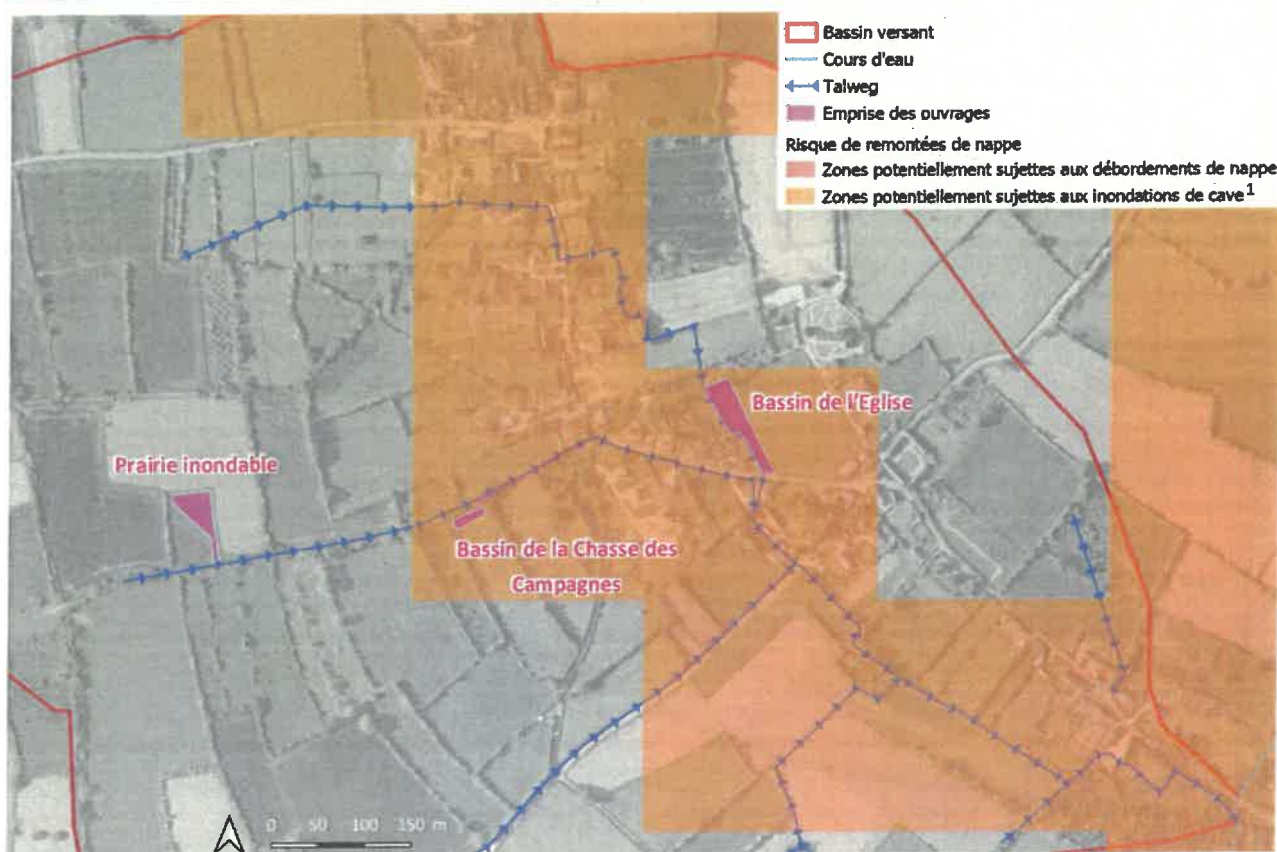 Bassin versant
Cours d'eau
Talweg
Emprise des ouvrages
Risque de remontées de nappe
Zones potentiellement sujettes aux débordements de nappe
Zones potentiellement sujettes aux inondations de cave¹
Bassin de l'Eglise
Prairie inondable
Bassin de la Chasse des
Campagnes
0 50 100 150 m